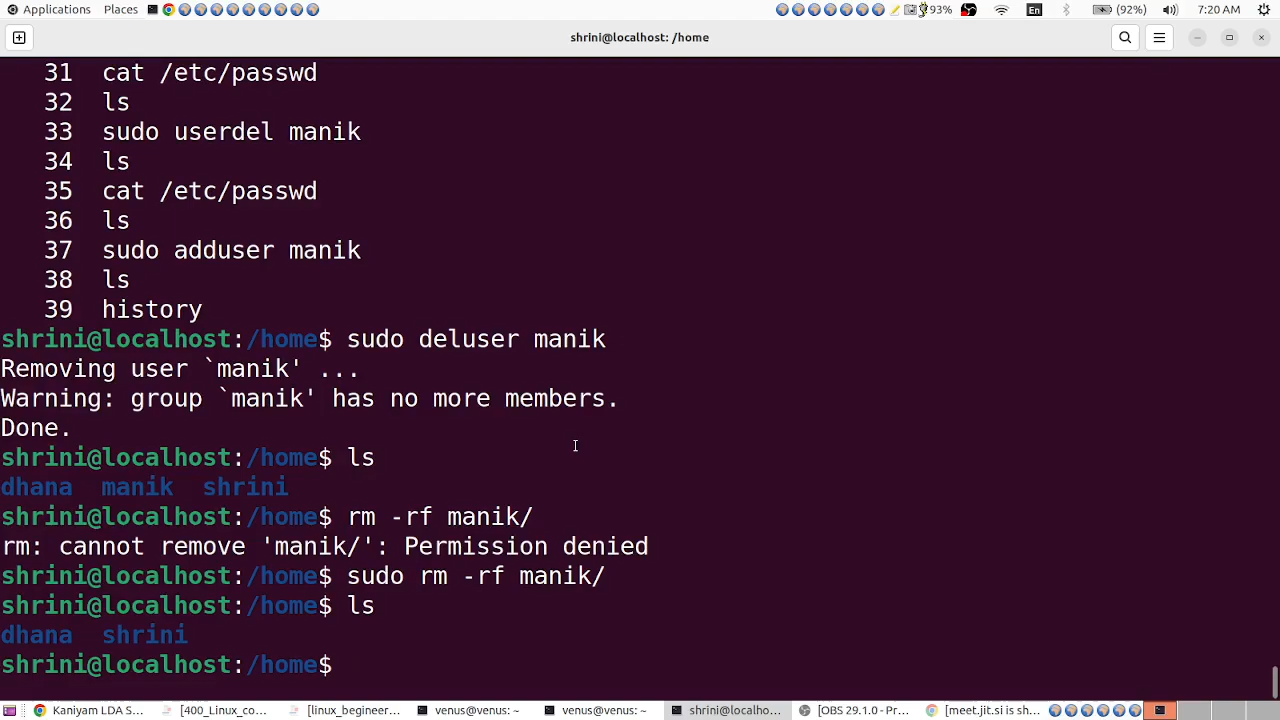 Applications Places 93% En (92%) 7:20 AM
shrini@localhost: /home
31 cat /etc/passwd
32 ls
33 sudo userdel manik
34 ls
35 cat /etc/passwd
36 ls
37 sudo adduser manik
38 ls
39 history
shrini@localhost:/home$ sudo deluser manik
Removing user `manik' ...
Warning: group `manik' has no more members.
Done.
shrini@localhost:/home$ ls
dhana manik shrini
shrini@localhost:/home$ rm -rf manik/
rm: cannot remove 'manik/': Permission denied
shrini@localhost:/home$ sudo rm -rf manik/
shrini@localhost:/home$ ls
dhana shrini
shrini@localhost:/home$
Kaniyam LDA S... [400_Linux_co... [linux_begineer... venus@venus: ~ venus@venus: ~ shrini@localho... [OBS 29.1.0 - Pr... [meet.jit.si is sh...